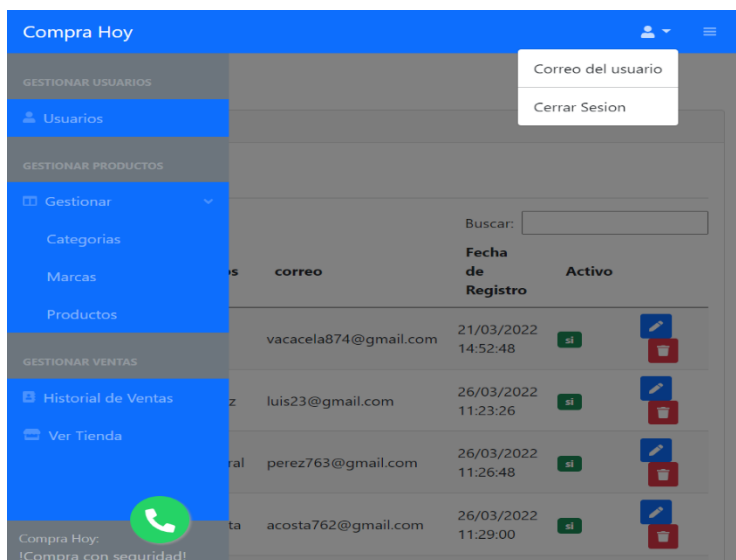 Compra Hoy
Correo del usuario
Cerrar Sesion
GESTIONAR USUARIOS
Usuarios
GESTIONAR PRODUCTOS
Gestionar
Categorias
Marcas
Productos
GESTIONAR VENTAS
Historial de Ventas
Ver Tienda
Compra Hoy:
!Compra con seguridad!
Buscar:
os correo Fecha de Registro Activo
vacacela874@gmail.com 21/03/2022 14:52:48 si
z luis23@gmail.com 26/03/2022 11:23:26 si
ral perez763@gmail.com 26/03/2022 11:26:48 si
ta acosta762@gmail.com 26/03/2022 11:29:00 si